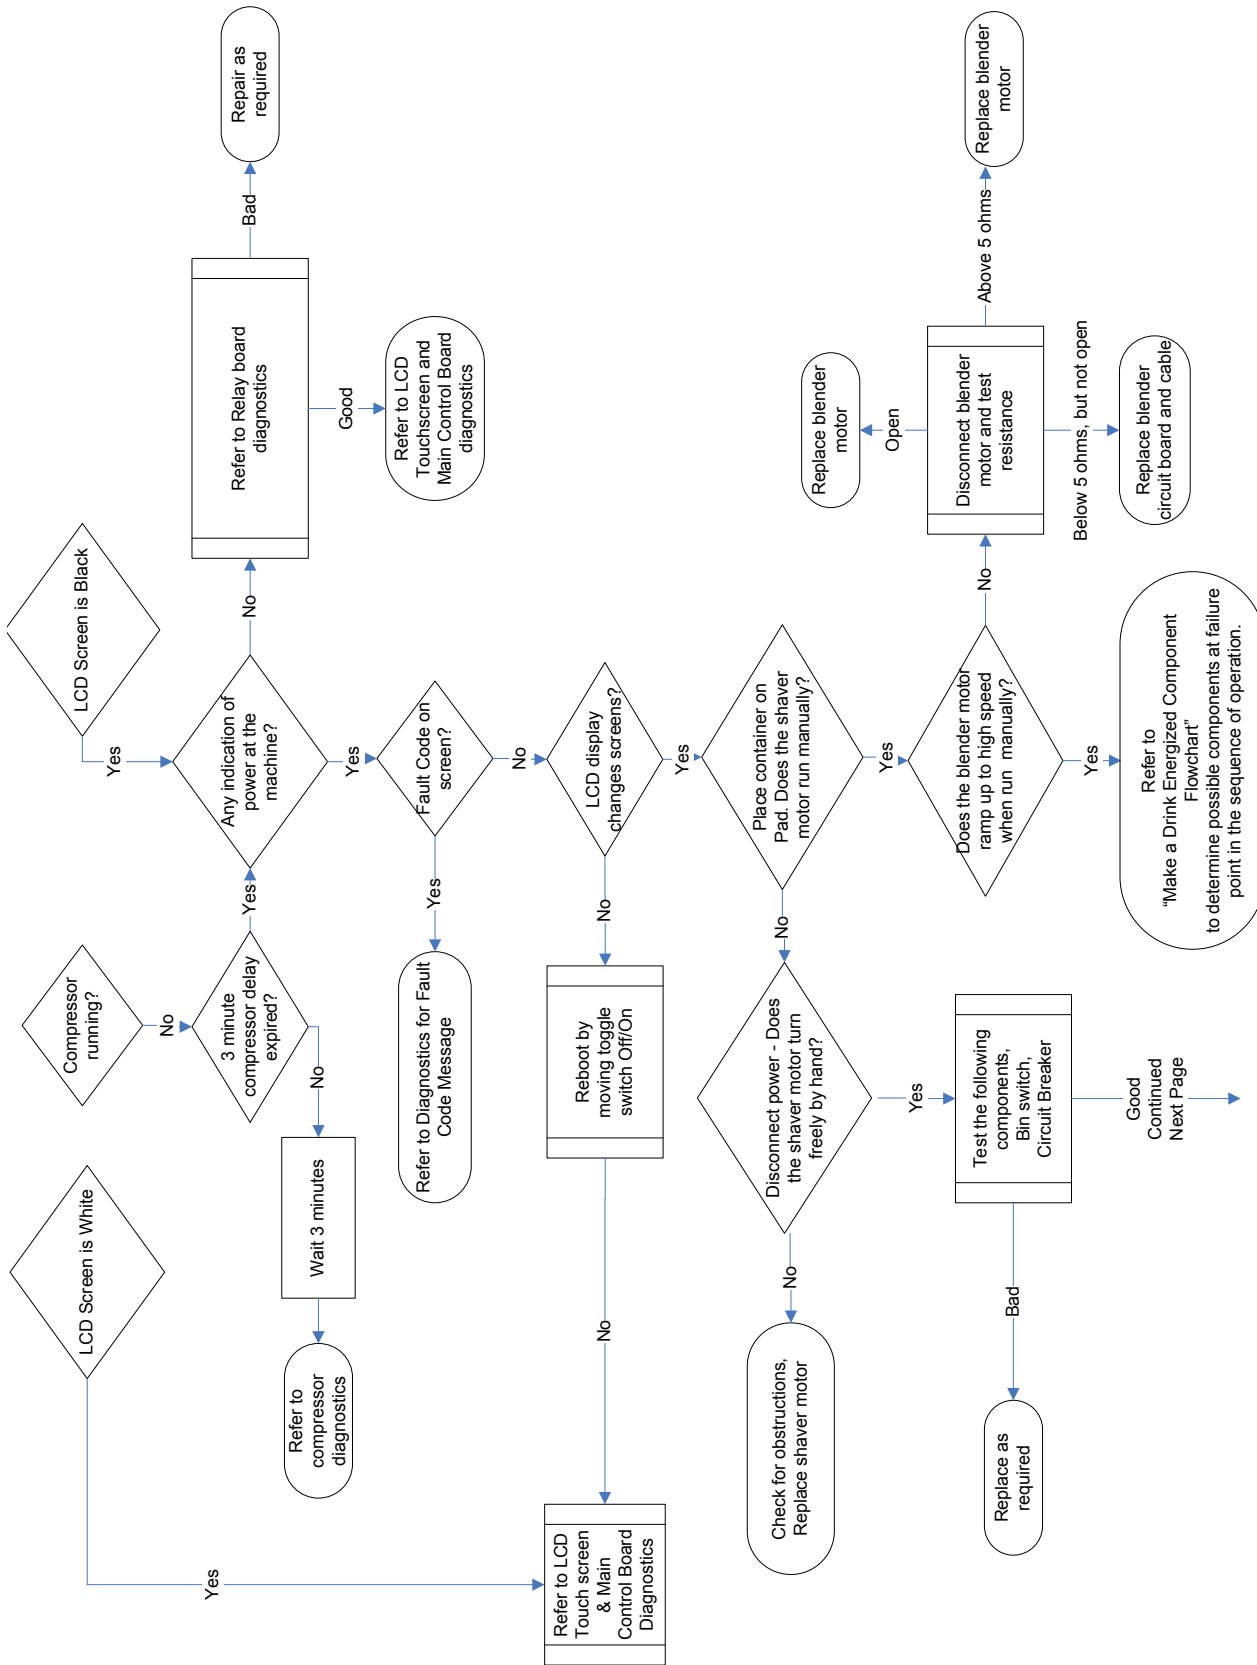 LCD Screen is White
Yes
Refer to LCD
Touch screen
& Main
Control Board
Diagnostics
Compressor
running?
No
3 minute
compressor delay
expired?
No
Wait 3 minutes
Refer to
compressor
diagnostics
Yes
LCD Screen is Black
Yes
Any indication of
power at the
machine?
No
Refer to Relay board
diagnostics
Bad
Repair as
required
Good
Refer to LCD
Touchscreen and
Main Control Board
diagnostics
Yes
Fault Code on
screen?
Yes
Refer to Diagnostics for Fault
Code Message
No
LCD display
changes screens?
No
Reboot by
moving toggle
switch Off/On
No
Yes
Place container on
Pad. Does the shaver
motor run manually?
No
Disconnect power - Does
the shaver motor turn
freely by hand?
No
Check for obstructions,
Replace shaver motor
Yes
Test the following
components,
Bin switch,
Circuit Breaker
Bad
Replace as
required
Good
Continued
Next Page
Yes
Does the blender motor
ramp up to high speed
when run manually?
No
Disconnect blender
motor and test
resistance
Open
Replace blender
motor
Above 5 ohms
Replace blender
motor
Below 5 ohms, but not open
Replace blender
circuit board and cable
Yes
Refer to
“Make a Drink Energized Component
Flowchart”
to determine possible components at failure
point in the sequence of operation.